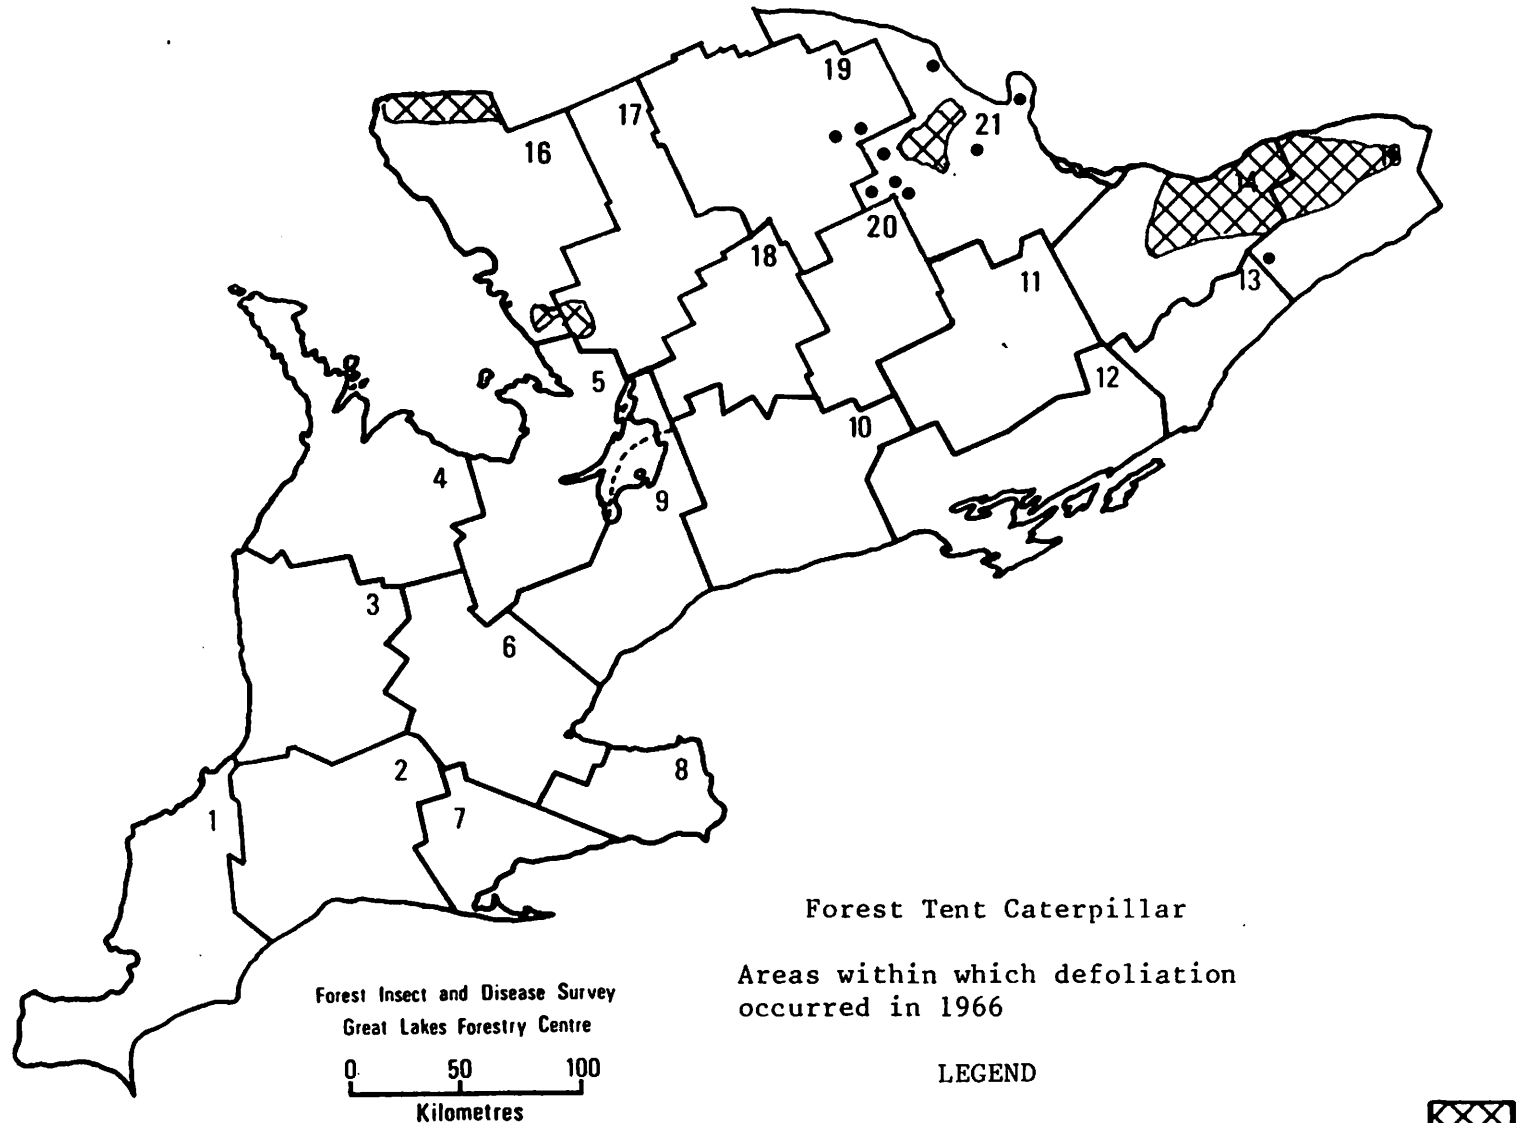 19
17
21
16
20
18
11
13
5
12
10
4
9
3
6
2
8
1
7
Forest Tent Caterpillar
Areas within which defoliation
occurred in 1966
Forest Insect and Disease Survey
Great Lakes Forestry Centre
0 50 100
Kilometres
LEGEND